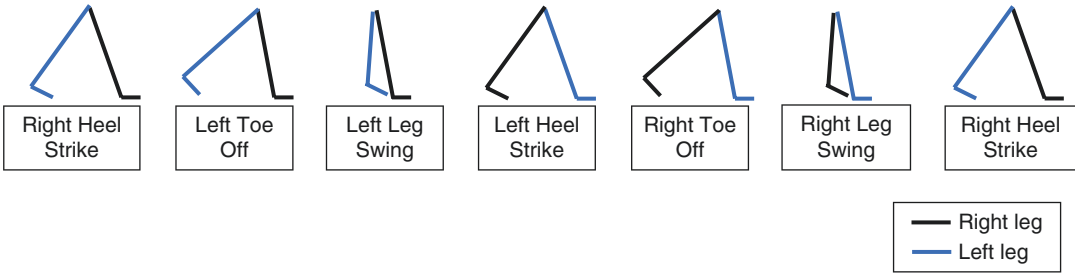 Right Heel
Strike
Left Toe
Off
Left Leg
Swing
Left Heel
Strike
Right Toe
Off
Right Leg
Swing
Right Heel
Strike
Right leg
Left leg